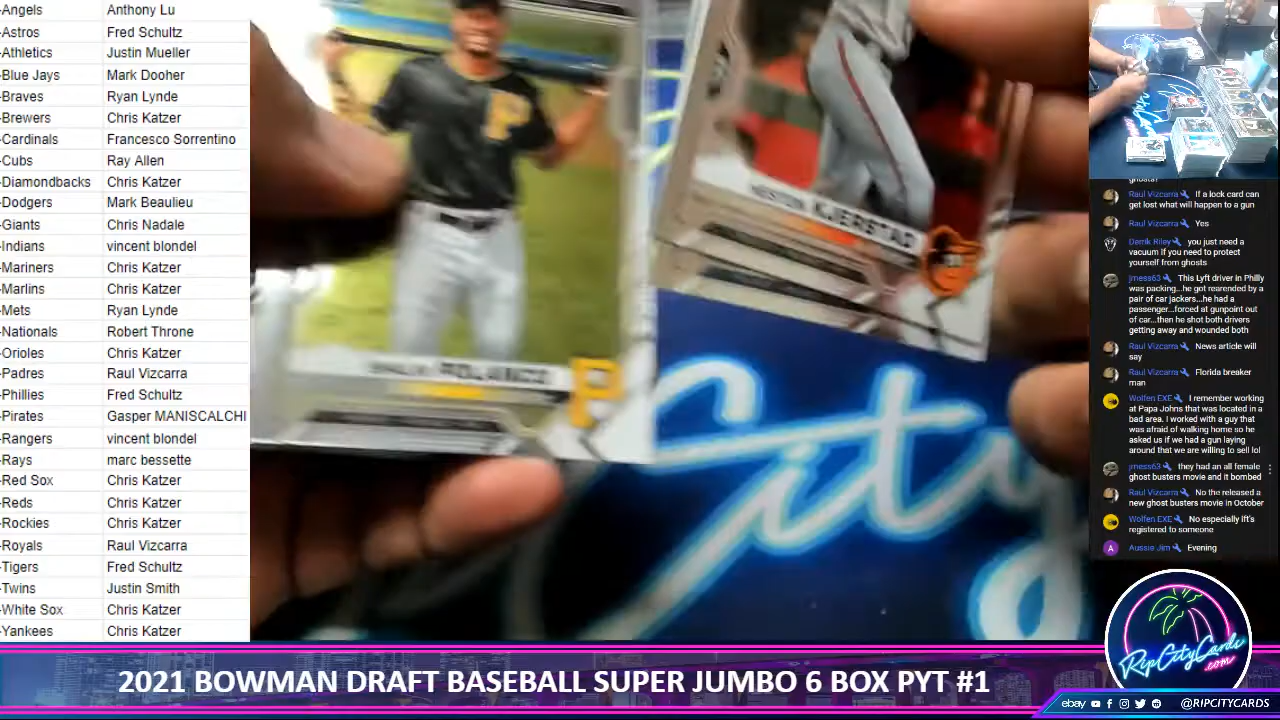 -Angels Anthony Lu
-Astros Fred Schultz
-Athletics Justin Mueller
-Blue Jays Mark Dooher
-Braves Ryan Lynde
-Brewers Chris Katzer
-Cardinals Francesco Sorrentino
-Cubs Ray Allen
-Diamondbacks Chris Katzer
-Dodgers Mark Beaulieu
-Giants Chris Nadale
-Indians vincent blondel
-Mariners Chris Katzer
-Marlins Chris Katzer
-Mets Ryan Lynde
-Nationals Robert Throne
-Orioles Chris Katzer
-Padres Raul Vizcarra
-Phillies Fred Schultz
-Pirates Gasper MANISCALCHI
-Rangers vincent blondel
-Rays marc bessette
-Red Sox Chris Katzer
-Reds Chris Katzer
-Rockies Chris Katzer
-Royals Raul Vizcarra
-Tigers Fred Schultz
-Twins Justin Smith
-White Sox Chris Katzer
-Yankees Chris Katzer
KJERSTAD
POLANCO
P
City
ghosts?
Raul Vizcarra If a lock card can
get lost what will happen to a gun
Raul Vizcarra Yes
Derrik Riley you just need a
vacuum If you need to protect
yourself from ghosts
jmess63 This Lyft driver in Philly
was packing...he got rearended by a
pair of car jackers...he had a
passenger...forced at gunpoint out
of car...then he shot both drivers
getting away and wounded both
Raul Vizcarra News article will
say
Raul Vizcarra Florida breaker
man
Wolfen EXE I remember working
at Papa Johns that was located in a
bad area. I worked with a guy that
was afraid of walking home so he
asked us if we had a gun laying
around that we are willing to sell lol
jmess63 they had an all female
ghost busters movie and it bombed
Raul Vizcarra No the released a
new ghost busters movie in October
Wolfen EXE No especially ift's
registered to someone
A Aussie Jim Evening
RipCityCards
.com
2021 BOWMAN DRAFT BASEBALL SUPER JUMBO 6 BOX PYT #1
ebay @RIPCITYCARDS